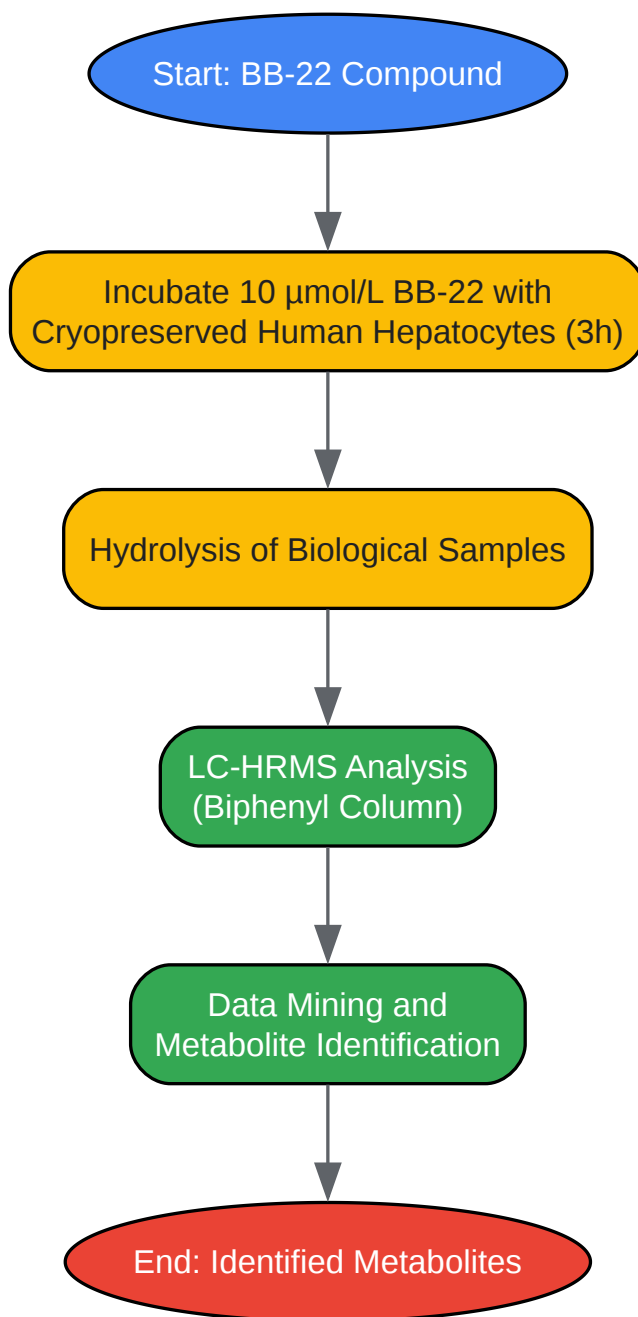 Start: BB-22 Compound
Incubate 10 µmol/L BB-22 with
Cryopreserved Human Hepatocytes (3h)
Hydrolysis of Biological Samples
LC-HRMS Analysis
(Biphenyl Column)
Data Mining and
Metabolite Identification
End: Identified Metabolites